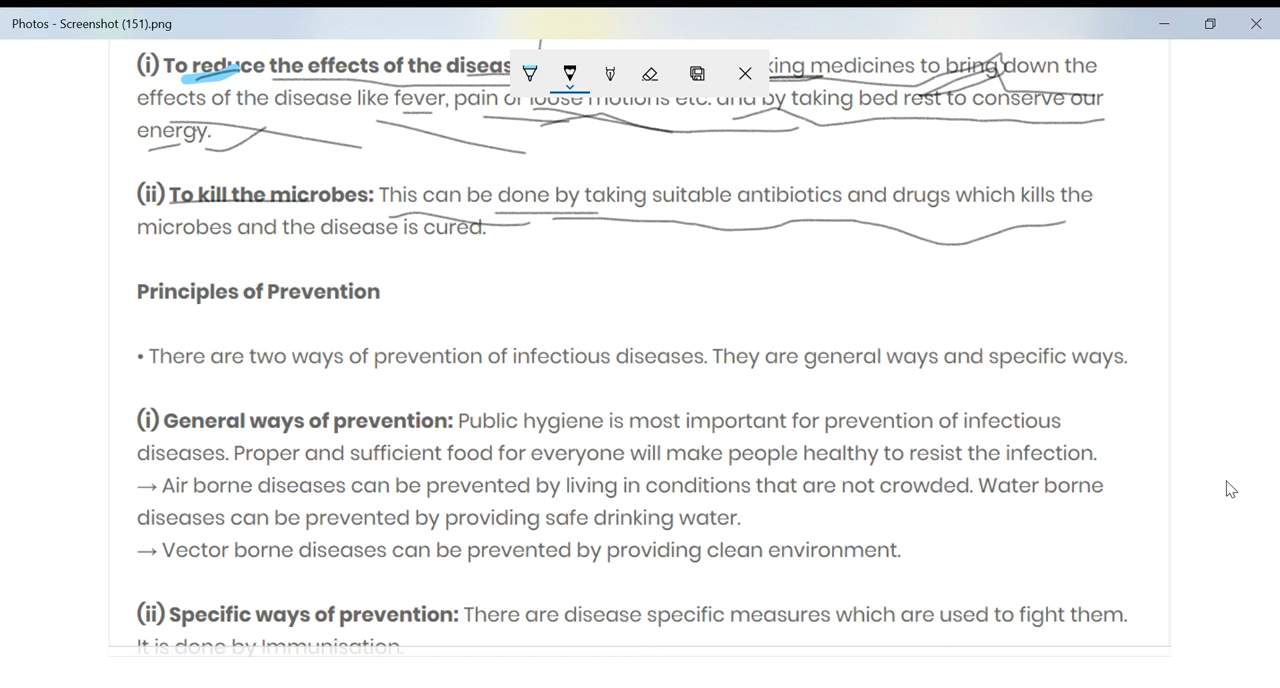 Photos - Screenshot (151).png
(i) To reduce the effects of the diseas king medicines to bring down the
effects of the disease like fever, pain or loose motions etc. and by taking bed rest to conserve our
energy.
(ii) To kill the microbes: This can be done by taking suitable antibiotics and drugs which kills the
microbes and the disease is cured.
Principles of Prevention
• There are two ways of prevention of infectious diseases. They are general ways and specific ways.
(i) General ways of prevention: Public hygiene is most important for prevention of infectious
diseases. Proper and sufficient food for everyone will make people healthy to resist the infection.
→ Air borne diseases can be prevented by living in conditions that are not crowded. Water borne
diseases can be prevented by providing safe drinking water.
→ Vector borne diseases can be prevented by providing clean environment.
(ii) Specific ways of prevention: There are disease specific measures which are used to fight them.
It is done by Immunisation.